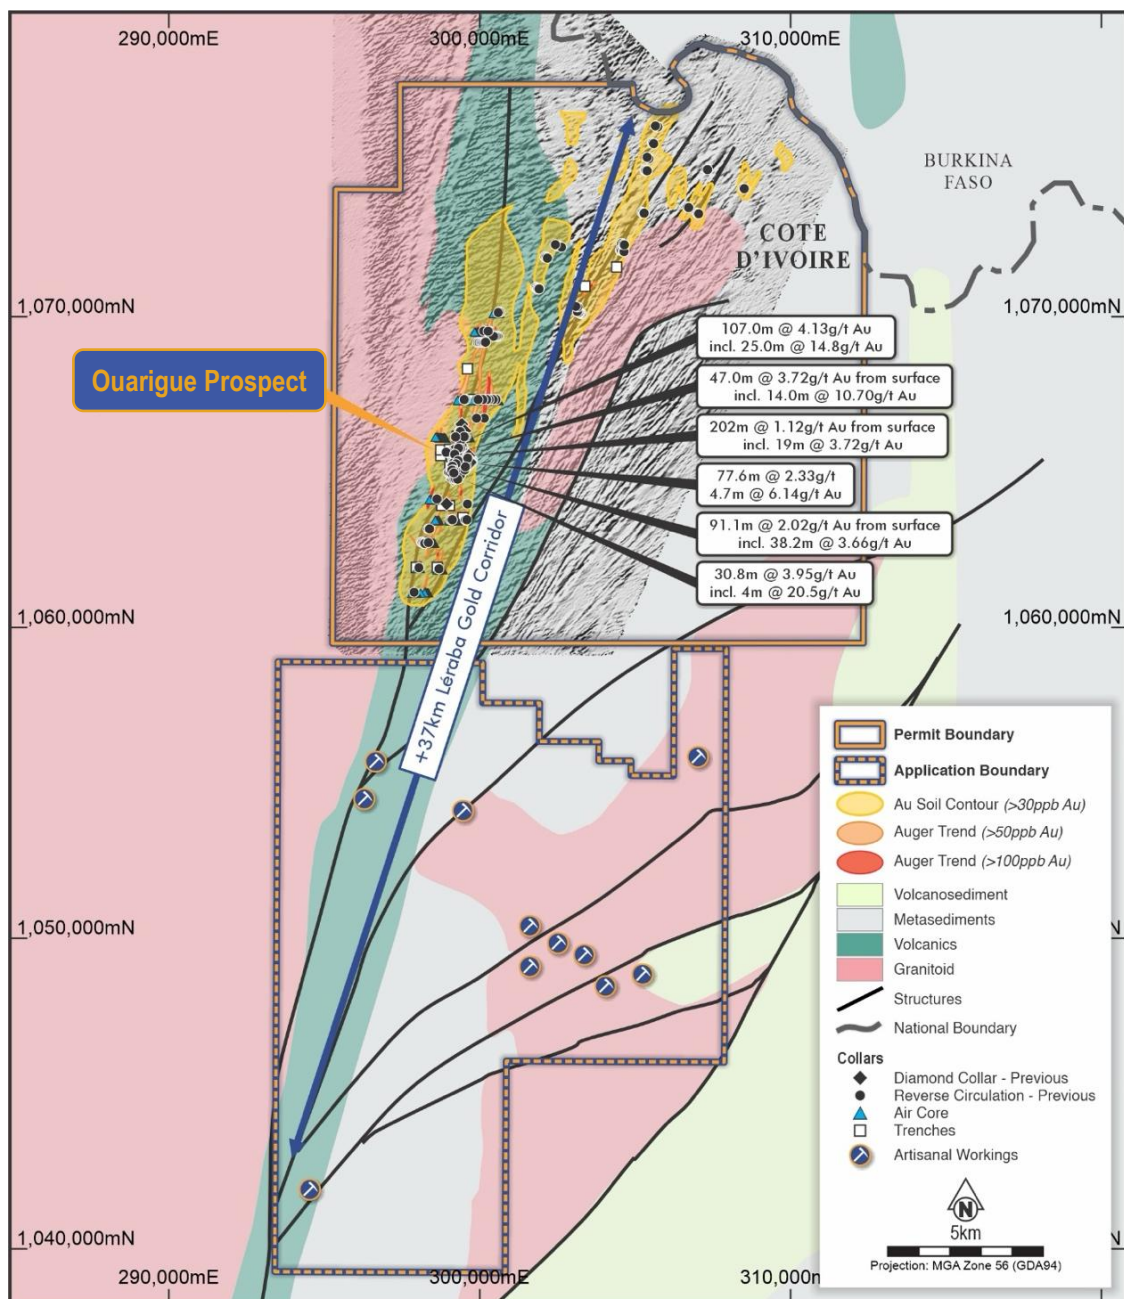 290,000mE
300,000mE
310,000mE
BURKINA
FASO
COTE
D'IVOIRE
1,070,000mN
1,070,000mN
107.0m @ 4.13g/t Au
incl. 25.0m @ 14.8g/t Au
Ouarigue Prospect
47.0m @ 3.72g/t Au from surface
incl. 14.0m @ 10.70g/t Au
202m @ 1.12g/t Au from surface
incl. 19m @ 3.72g/t Au
77.6m @ 2.33g/t
4.7m @ 6.14g/t Au
91.1m @ 2.02g/t Au from surface
incl. 38.2m @ 3.66g/t Au
30.8m @ 3.95g/t Au
incl. 4m @ 20.5g/t Au
1,060,000mN
1,060,000mN
+37km Léraba Gold Corridor
Permit Boundary
Application Boundary
Au Soil Contour (>30ppb Au)
Auger Trend (>50ppb Au)
Auger Trend (>100ppb Au)
Volcanosediment
Metasediments
Volcanics
Granitoid
Structures
National Boundary
Collars
Diamond Collar - Previous
Reverse Circulation - Previous
Air Core
Trenches
Artisanal Workings
N
5km
Projection: MGA Zone 56 (GDA94)
1,050,000mN
1,040,000mN
290,000mE
300,000mE